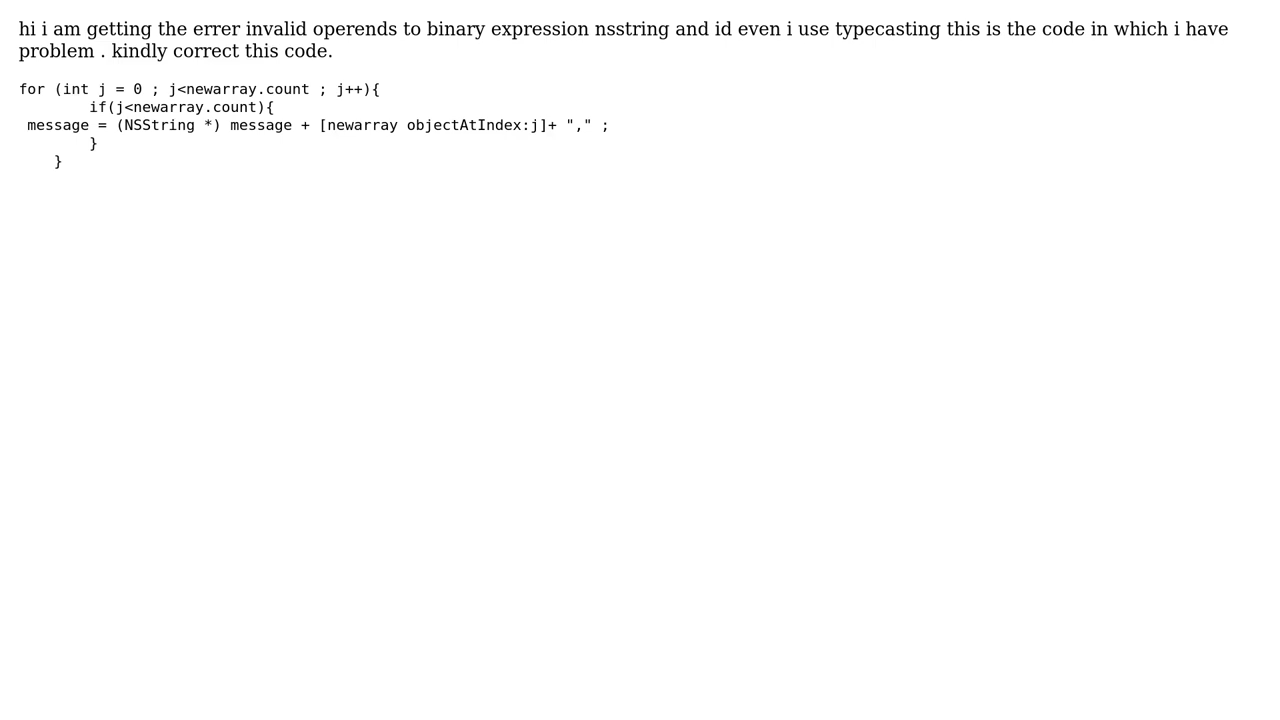 hi i am getting the errer invalid operends to binary expression nsstring and id even i use typecasting this is the code in which i have
problem . kindly correct this code.
for (int j = 0 ; j<newarray.count ; j++){
        if(j<newarray.count){
 message = (NSString *) message + [newarray objectAtIndex:j]+ "," ;
        }
    }